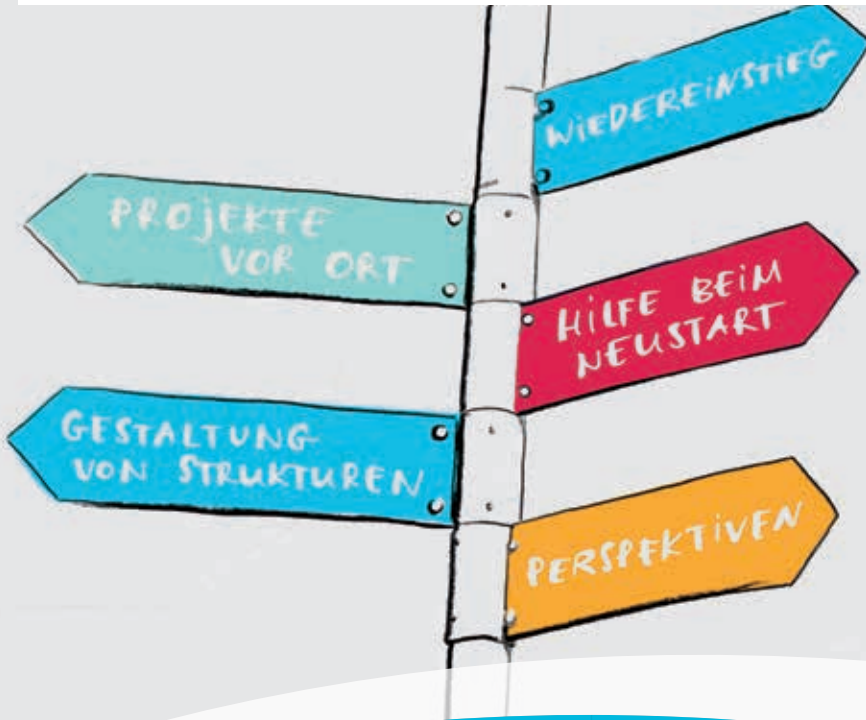 WIEDEREINSTIEG
PROJEKTE
VOR ORT
HILFE BEIM
NEUSTART
GESTALTUNG
VON STRUKTUREN
PERSPEKTIVEN